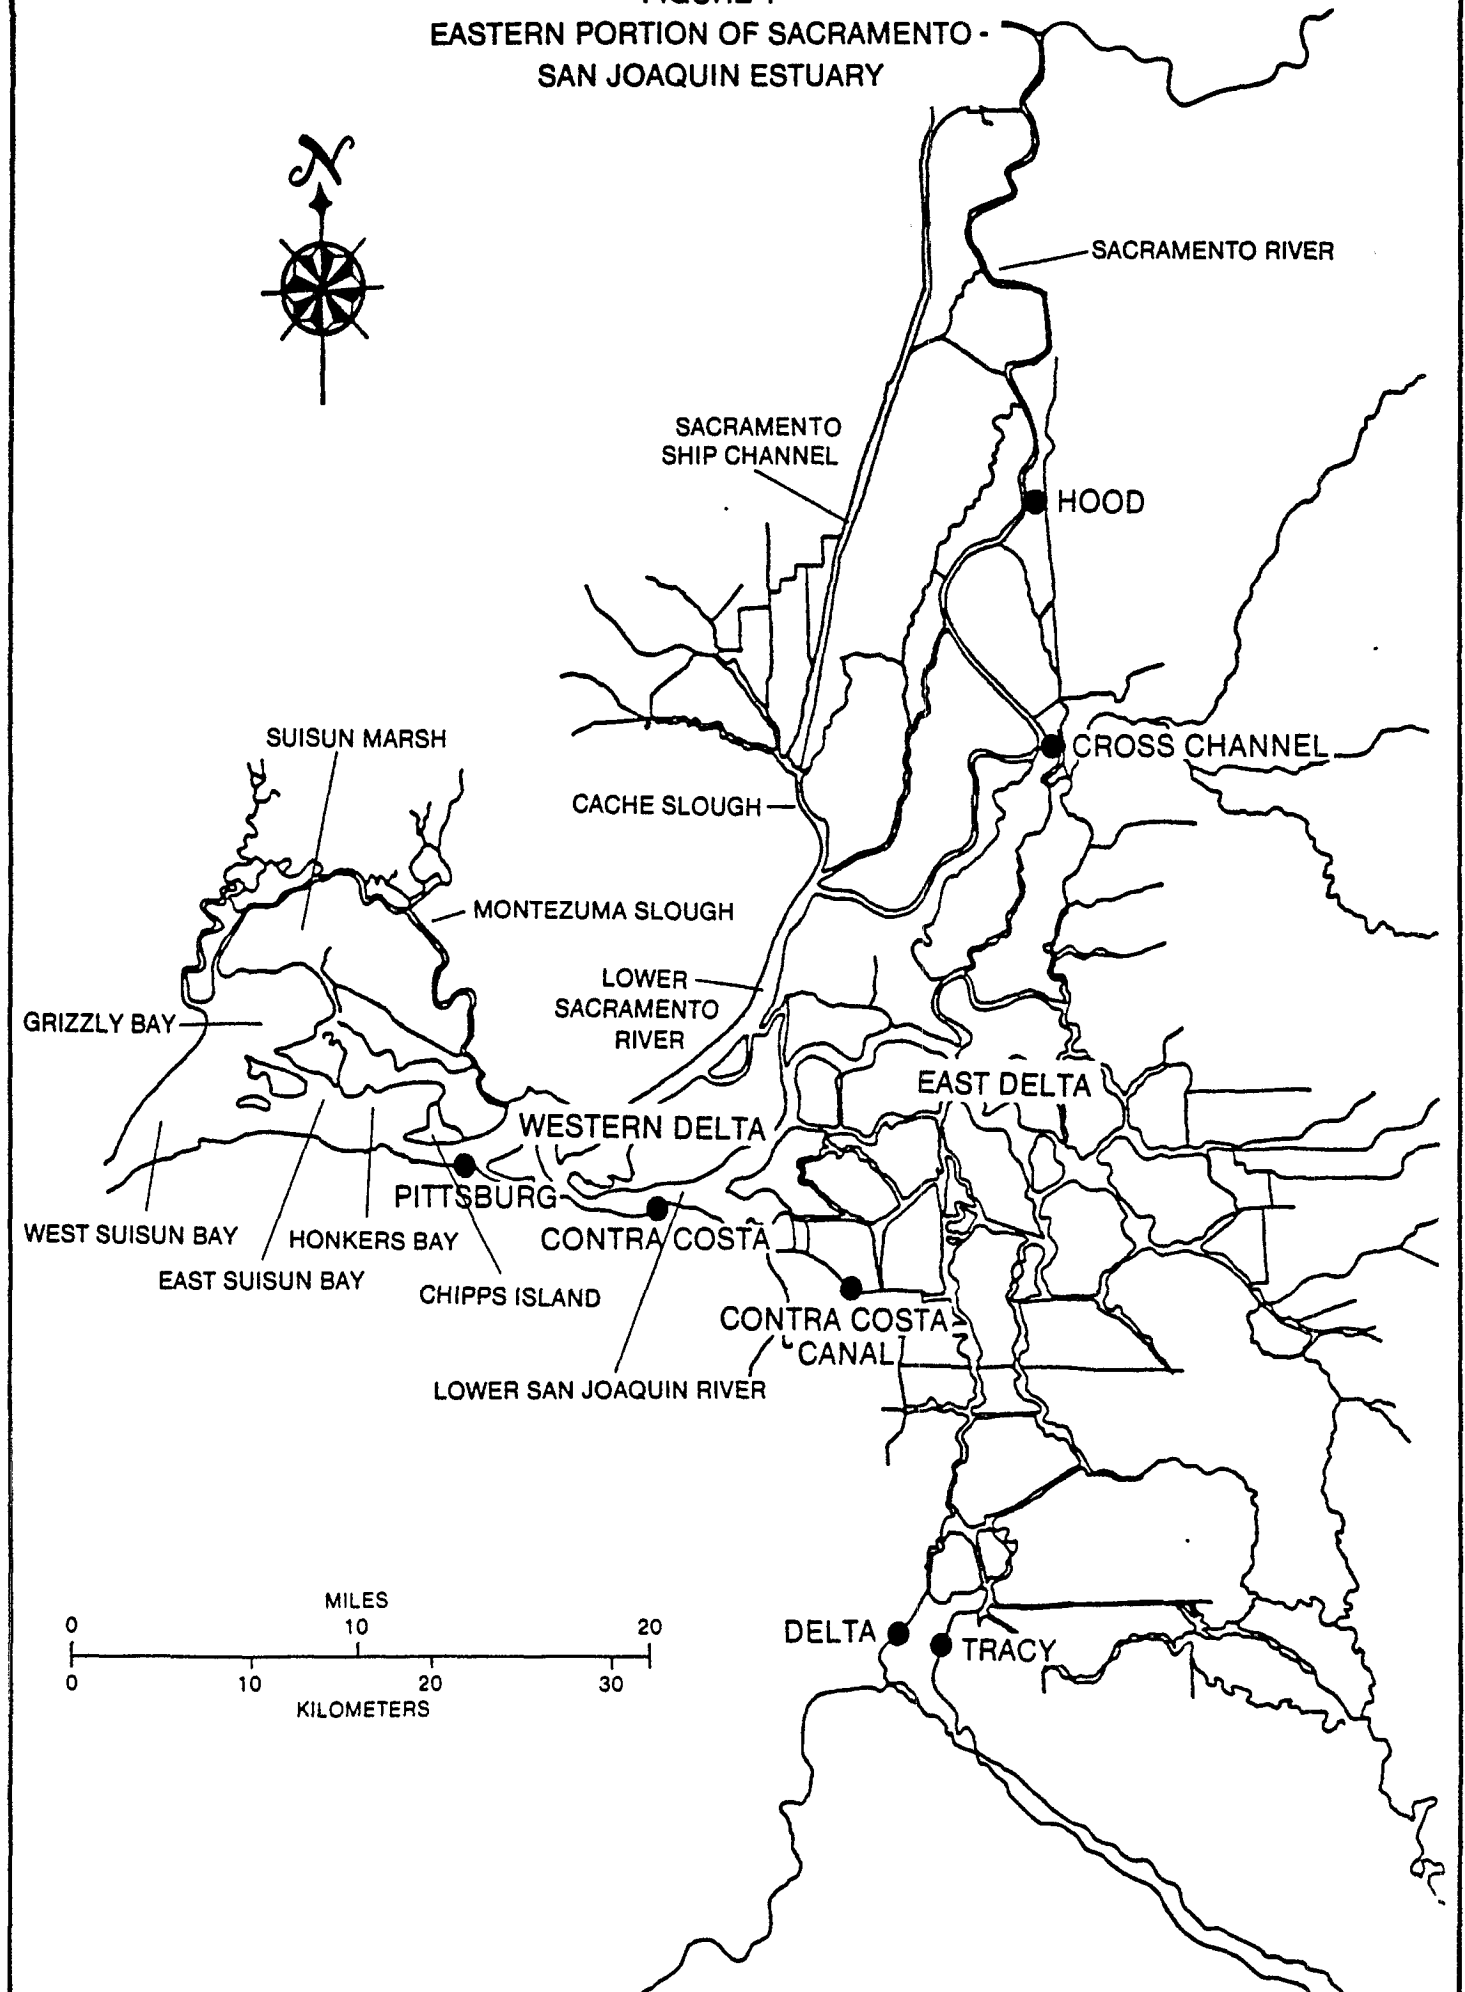 EASTERN PORTION OF SACRAMENTO -
SAN JOAQUIN ESTUARY
N
SACRAMENTO RIVER
SACRAMENTO
SHIP CHANNEL
HOOD
SUISUN MARSH
CROSS CHANNEL
CACHE SLOUGH
MONTEZUMA SLOUGH
LOWER
SACRAMENTO
RIVER
GRIZZLY BAY
EAST DELTA
WESTERN DELTA
PITTSBURG
WEST SUISUN BAY
HONKERS BAY
CONTRA COSTA
EAST SUISUN BAY
CHIPPS ISLAND
CONTRA COSTA
CANAL
LOWER SAN JOAQUIN RIVER
MILES
0 10 20
0 10 20 30
KILOMETERS
DELTA
TRACY